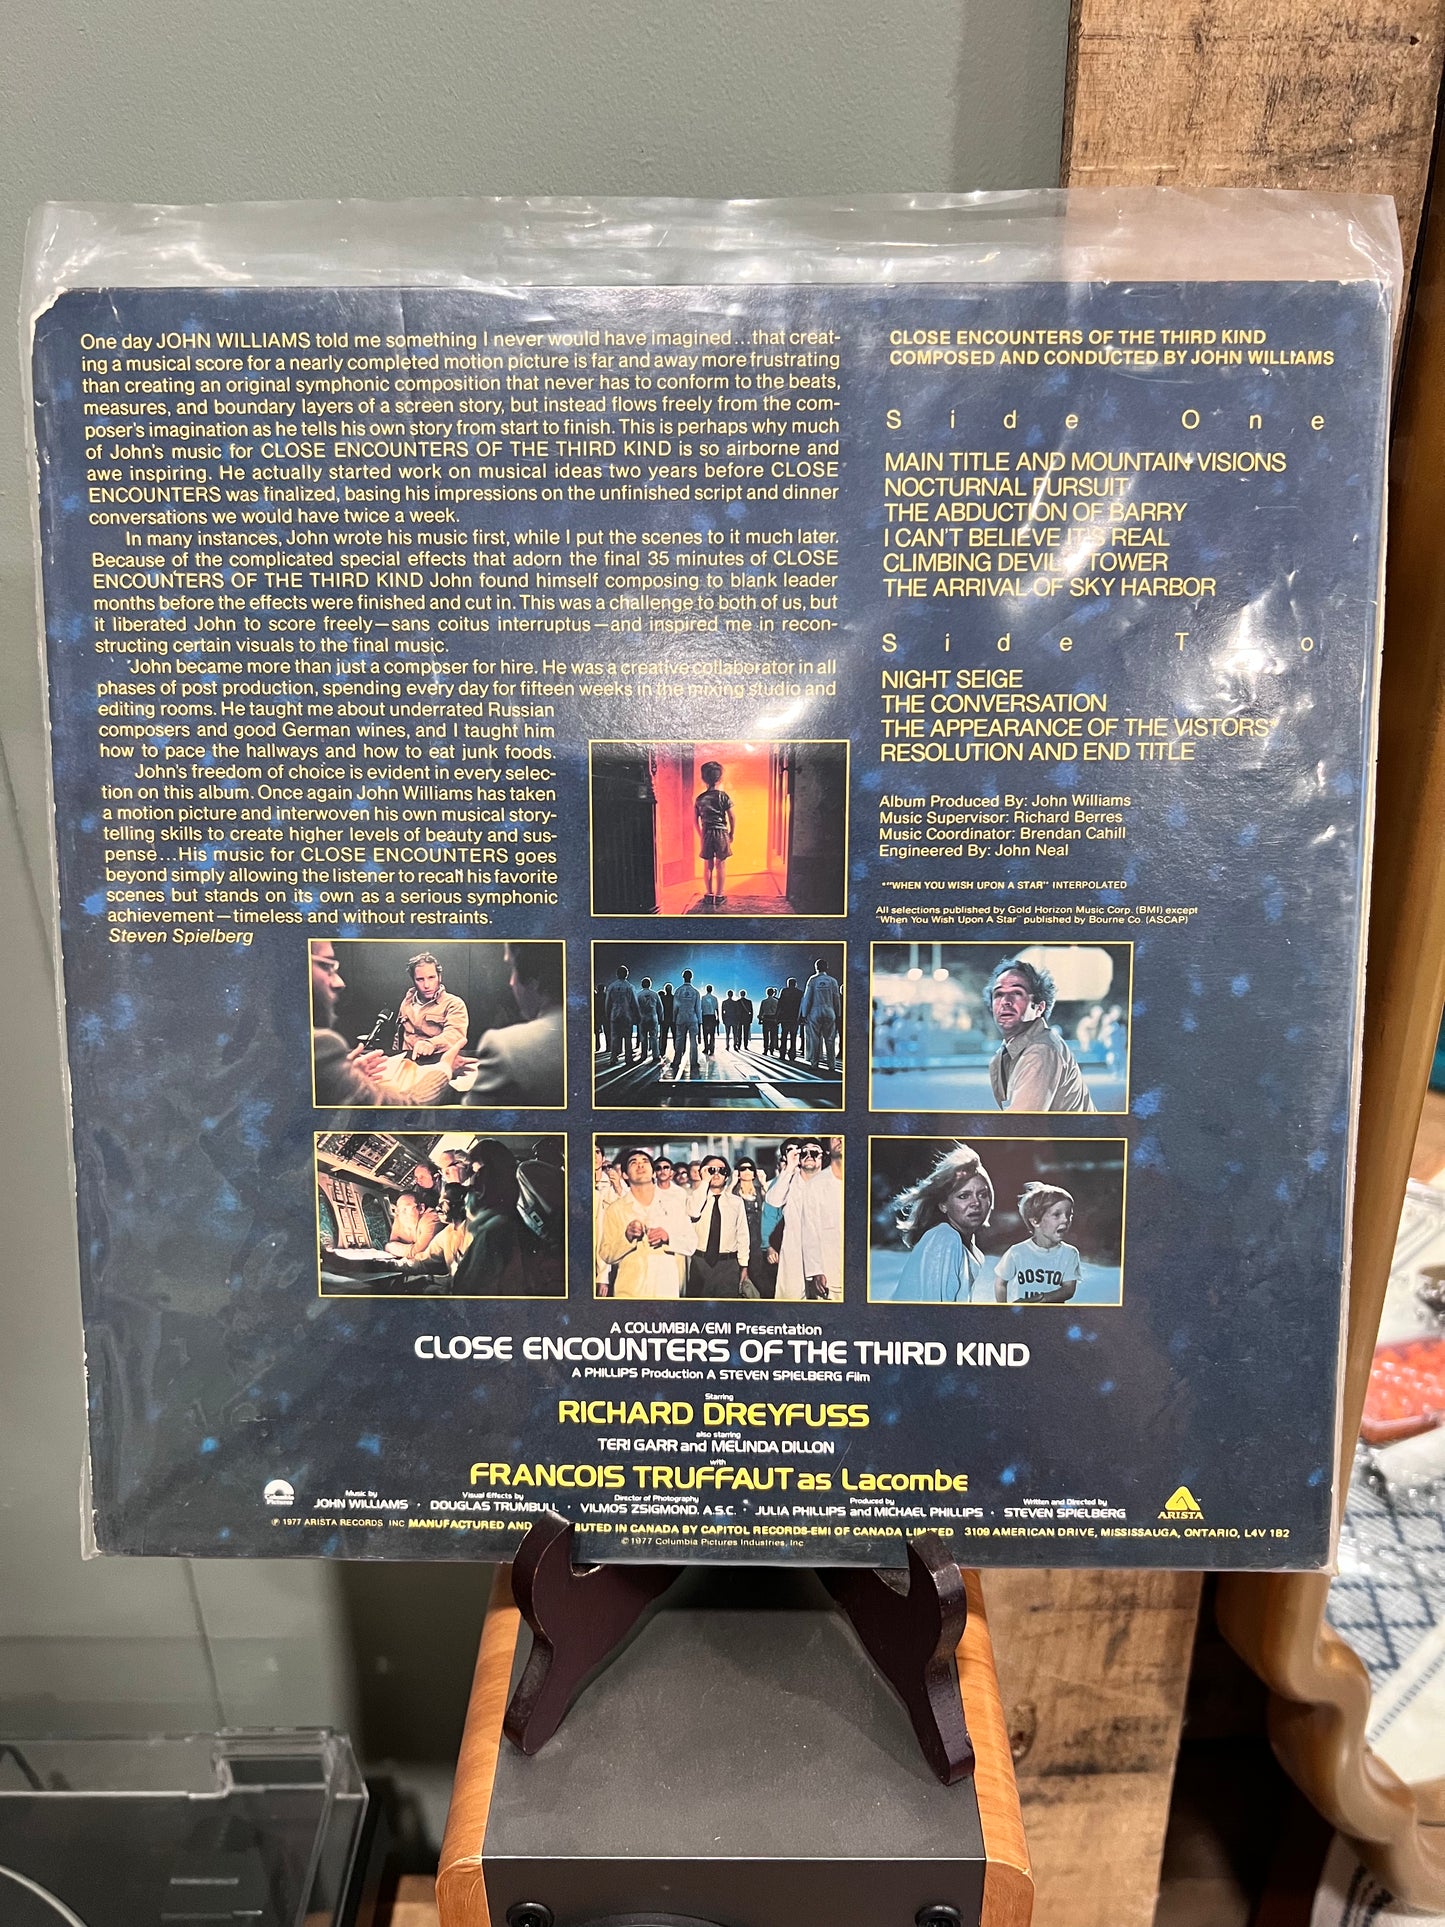 One day JOHN WILLIAMS told me something I never would have imagined...that creat-
ing a musical score for a nearly completed motion picture is far and away more frustrating
than creating an original symphonic composition that never has to conform to the beats,
measures, and boundary layers of a screen story, but instead flows freely from the com-
poser's imagination as he tells his own story from start to finish. This is perhaps why much
of John's music for CLOSE ENCOUNTERS OF THE THIRD KIND is so airborne and
awe inspiring. He actually started work on musical ideas two years before CLOSE
ENCOUNTERS was finalized, basing his impressions on the unfinished script and dinner
conversations we would have twice a week.
In many instances, John wrote his music first, while I put the scenes to it much later.
Because of the complicated special effects that adorn the final 35 minutes of CLOSE
ENCOUNTERS OF THE THIRD KIND John found himself composing to blank leader
months before the effects were finished and cut in. This was a challenge to both of us, but
it liberated John to score freely—sans coitus interruptus—and inspired me in recon-
structing certain visuals to the final music.
John became more than just a composer for hire. He was a creative collaborator in all
phases of post production, spending every day for fifteen weeks in the mixing studio and
editing rooms. He taught me about underrated Russian
composers and good German wines, and I taught him
how to pace the hallways and how to eat junk foods.
John's freedom of choice is evident in every selec-
tion on this album. Once again John Williams has taken
a motion picture and interwoven his own musical story-
telling skills to create higher levels of beauty and sus-
pense...His music for CLOSE ENCOUNTERS goes
beyond simply allowing the listener to recall his favorite
scenes but stands on its own as a serious symphonic
achievement—timeless and without restraints.
Steven Spielberg
CLOSE ENCOUNTERS OF THE THIRD KIND
COMPOSED AND CONDUCTED BY JOHN WILLIAMS
Side One
MAIN TITLE AND MOUNTAIN VISIONS
NOCTURNAL PURSUIT
THE ABDUCTION OF BARRY
I CAN'T BELIEVE IT'S REAL
CLIMBING DEVIL'S TOWER
THE ARRIVAL OF SKY HARBOR
Side Two
NIGHT SEIGE
THE CONVERSATION
THE APPEARANCE OF THE VISTORS*
RESOLUTION AND END TITLE
Album Produced By: John Williams
Music Supervisor: Richard Berres
Music Coordinator: Brendan Cahill
Engineered By: John Neal
*"WHEN YOU WISH UPON A STAR" INTERPOLATED
All selections published by Gold Horizon Music Corp. (BMI) except
"When You Wish Upon A Star" published by Bourne Co. (ASCAP)
BOSTO
A COLUMBIA/EMI Presentation
CLOSE ENCOUNTERS OF THE THIRD KIND
A PHILLIPS Production A STEVEN SPIELBERG Film
Starring
RICHARD DREYFUSS
also starring
TERI GARR and MELINDA DILLON
with
FRANCOIS TRUFFAUT as Lacombe
Columbia Pictures
Music by Visual Effects by Director of Photography Produced by Written and Directed by
JOHN WILLIAMS · DOUGLAS TRUMBULL · VILMOS ZSIGMOND, A.S.C. · JULIA PHILLIPS and MICHAEL PHILLIPS · STEVEN SPIELBERG
ARISTA
℗ 1977 ARISTA RECORDS INC MANUFACTURED AND BUTED IN CANADA BY CAPITOL RECORDS-EMI OF CANADA LIMITED 3109 AMERICAN DRIVE, MISSISSAUGA, ONTARIO, L4V 1B2
©1977 Columbia Pictures Industries, Inc